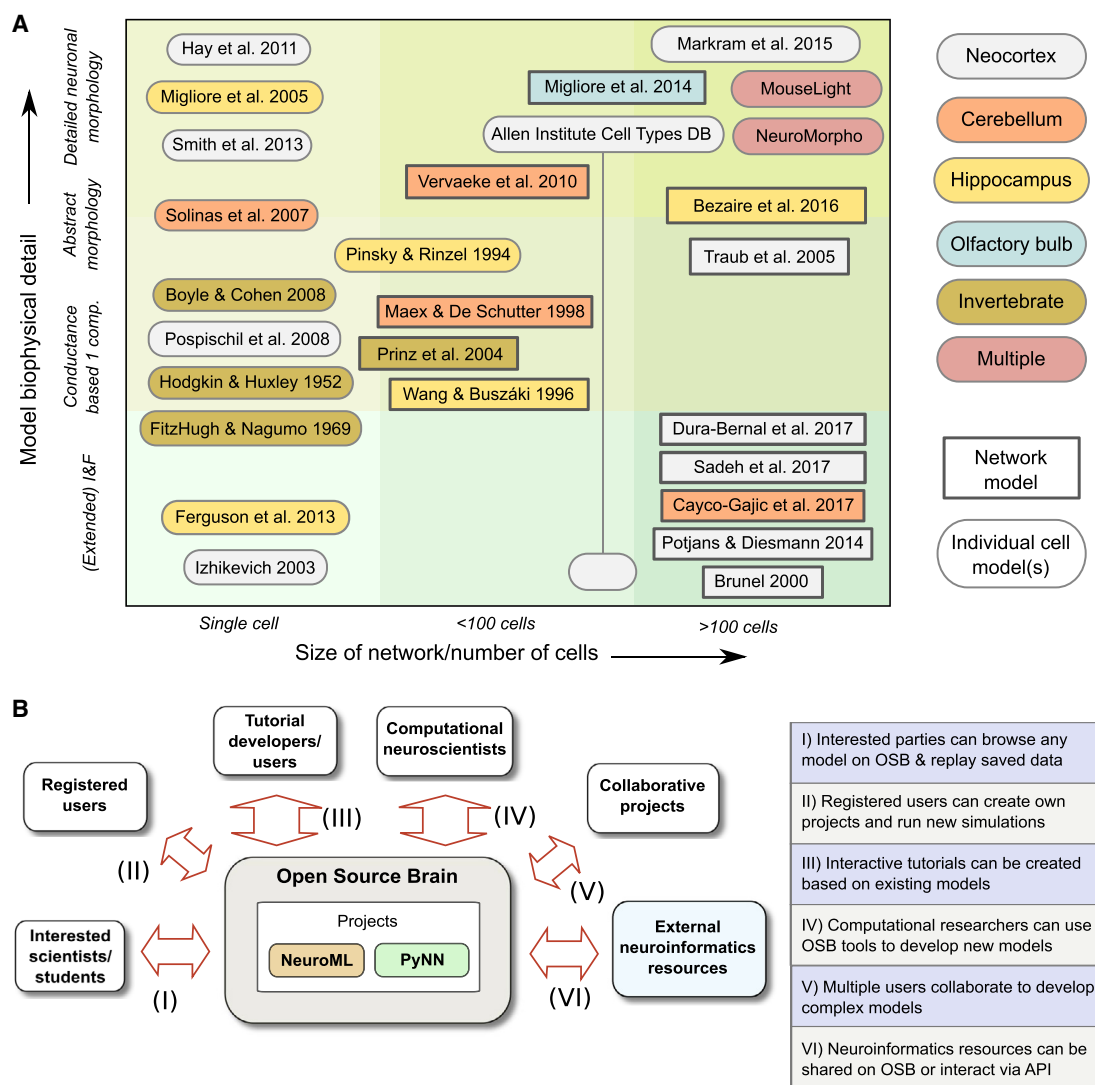 A
Model biophysical detail
Detailed neuronal
morphology
Abstract
morphology
Conductance
based 1 comp.
(Extended) I&F
Hay et al. 2011
Migliore et al. 2005
Smith et al. 2013
Solinas et al. 2007
Boyle & Cohen 2008
Pospischil et al. 2008
Hodgkin & Huxley 1952
FitzHugh & Nagumo 1969
Ferguson et al. 2013
Izhikevich 2003
Pinsky & Rinzel 1994
Migliore et al. 2014
Allen Institute Cell Types DB
Vervaeke et al. 2010
Maex & De Schutter 1998
Prinz et al. 2004
Wang & Buszáki 1996
Markram et al. 2015
MouseLight
NeuroMorpho
Bezaire et al. 2016
Traub et al. 2005
Dura-Bernal et al. 2017
Sadeh et al. 2017
Cayco-Gajic et al. 2017
Potjans & Diesmann 2014
Brunel 2000
Single cell
<100 cells
>100 cells
Size of network/number of cells
Neocortex
Cerebellum
Hippocampus
Olfactory bulb
Invertebrate
Multiple
Network
model
Individual cell
model(s)
B
Interested
scientists/
students
(I)
Registered
users
(II)
Tutorial
developers/
users
(III)
Computational
neuroscientists
(IV)
Collaborative
projects
(V)
External
neuroinformatics
resources
(VI)
Open Source Brain
Projects
NeuroML
PyNN
I) Interested parties can browse any
model on OSB & replay saved data
II) Registered users can create own
projects and run new simulations
III) Interactive tutorials can be created
based on existing models
IV) Computational researchers can use
OSB tools to develop new models
V) Multiple users collaborate to develop
complex models
VI) Neuroinformatics resources can be
shared on OSB or interact via API